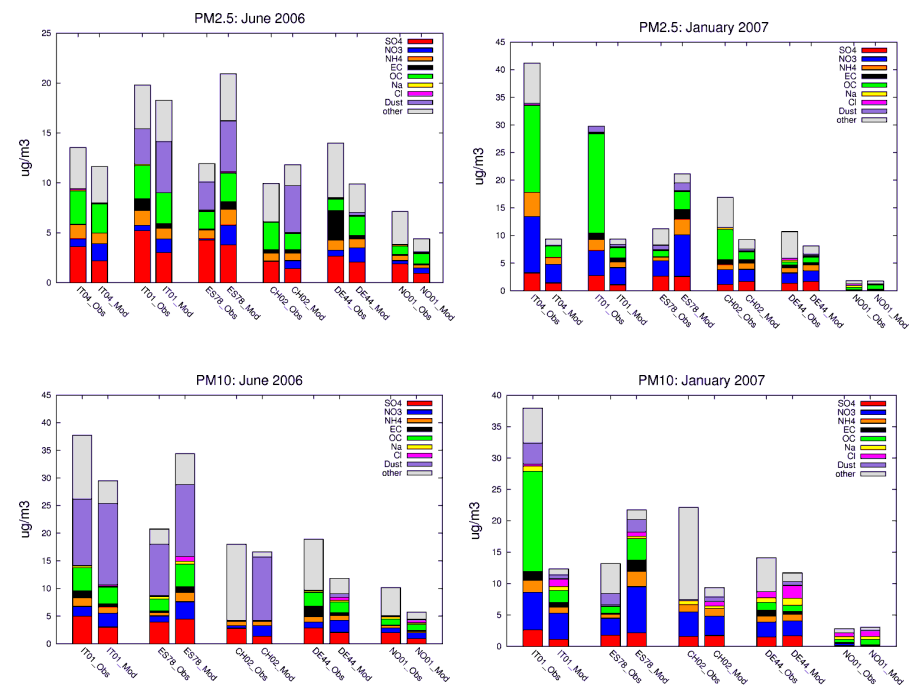 PM2.5: June 2006
25
20
15
10
5
0
ug/m3
SO4
NO3
NH4
EC
OC
Na
Cl
Dust
other
IT04_Obs
IT04_Mod
IT01_Obs
IT01_Mod
ES78_Obs
ES78_Mod
CH02_Obs
CH02_Mod
DE44_Obs
DE44_Mod
NO01_Obs
NO01_Mod
PM2.5: January 2007
45
40
35
30
25
20
15
10
5
0
ug/m3
SO4
NO3
NH4
EC
OC
Na
Cl
Dust
other
IT04_Obs
IT04_Mod
IT01_Obs
IT01_Mod
ES78_Obs
ES78_Mod
CH02_Obs
CH02_Mod
DE44_Obs
DE44_Mod
NO01_Obs
NO01_Mod
PM10: June 2006
45
40
35
30
25
20
15
10
5
0
ug/m3
SO4
NO3
NH4
EC
OC
Na
Cl
Dust
other
IT01_Obs
IT01_Mod
ES78_Obs
ES78_Mod
CH02_Obs
CH02_Mod
DE44_Obs
DE44_Mod
NO01_Obs
NO01_Mod
PM10: January 2007
40
35
30
25
20
15
10
5
0
ug/m3
SO4
NO3
NH4
EC
OC
Na
Cl
Dust
other
IT01_Obs
IT01_Mod
ES78_Obs
ES78_Mod
CH02_Obs
CH02_Mod
DE44_Obs
DE44_Mod
NO01_Obs
NO01_Mod